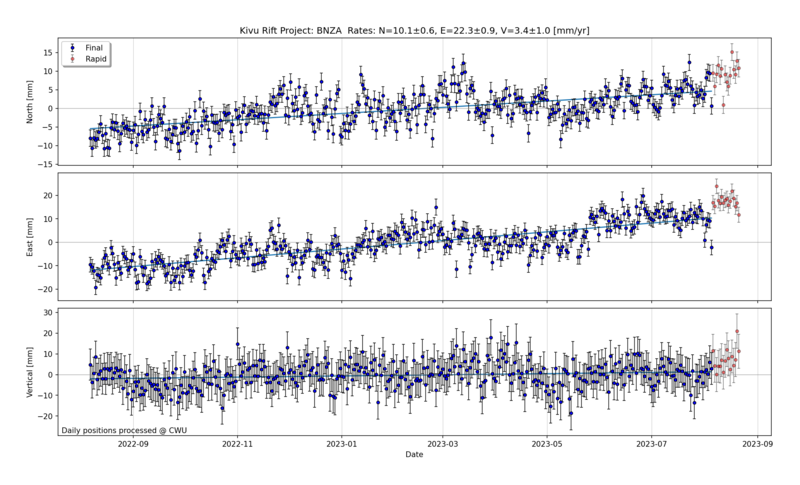 Kivu Rift Project: BNZA  Rates: N=10.1±0.6, E=22.3±0.9, V=3.4±1.0 [mm/yr]
Final
Rapid
North [mm]
15
10
5
0
−5
−10
−15
East [mm]
20
10
0
−10
−20
Vertical [mm]
30
20
10
0
−10
−20
Daily positions processed @ CWU
2022-09 2022-11 2023-01 2023-03 2023-05 2023-07 2023-09
Date